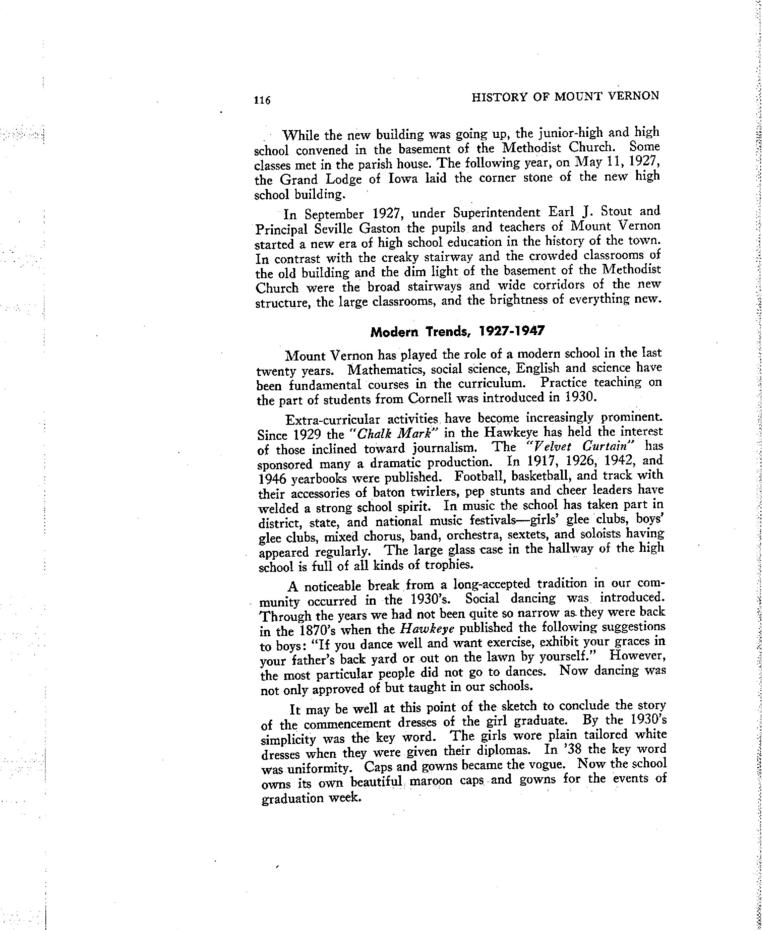 116 HISTORY OF MOUNT VERNON
While the new building was going up, the junior-high and high
school convened in the basement of the Methodist Church. Some
classes met in the parish house. The following year, on May 11, 1927,
the Grand Lodge of Iowa laid the corner stone of the new high
school building.
In September 1927, under Superintendent Earl J. Stout and
Principal Seville Gaston the pupils and teachers of Mount Vernon
started a new era of high school education in the history of the town.
In contrast with the creaky stairway and the crowded classrooms of
the old building and the dim light of the basement of the Methodist
Church were the broad stairways and wide corridors of the new
structure, the large classrooms, and the brightness of everything new.
Modern Trends, 1927-1947
Mount Vernon has played the role of a modern school in the last
twenty years. Mathematics, social science, English and science have
been fundamental courses in the curriculum. Practice teaching on
the part of students from Cornell was introduced in 1930.
Extra-curricular activities have become increasingly prominent.
Since 1929 the "Chalk Mark" in the Hawkeye has held the interest
of those inclined toward journalism. The "Velvet Curtain" has
sponsored many a dramatic production. In 1917, 1926, 1942, and
1946 yearbooks were published. Football, basketball, and track with
their accessories of baton twirlers, pep stunts and cheer leaders have
welded a strong school spirit. In music the school has taken part in
district, state, and national music festivals—girls' glee clubs, boys'
glee clubs, mixed chorus, band, orchestra, sextets, and soloists having
appeared regularly. The large glass case in the hallway of the high
school is full of all kinds of trophies.
A noticeable break from a long-accepted tradition in our com-
munity occurred in the 1930's. Social dancing was introduced.
Through the years we had not been quite so narrow as they were back
in the 1870's when the Hawkeye published the following suggestions
to boys: "If you dance well and want exercise, exhibit your graces in
your father's back yard or out on the lawn by yourself." However,
the most particular people did not go to dances. Now dancing was
not only approved of but taught in our schools.
It may be well at this point of the sketch to conclude the story
of the commencement dresses of the girl graduate. By the 1930's
simplicity was the key word. The girls wore plain tailored white
dresses when they were given their diplomas. In '38 the key word
was uniformity. Caps and gowns became the vogue. Now the school
owns its own beautiful maroon caps and gowns for the events of
graduation week.